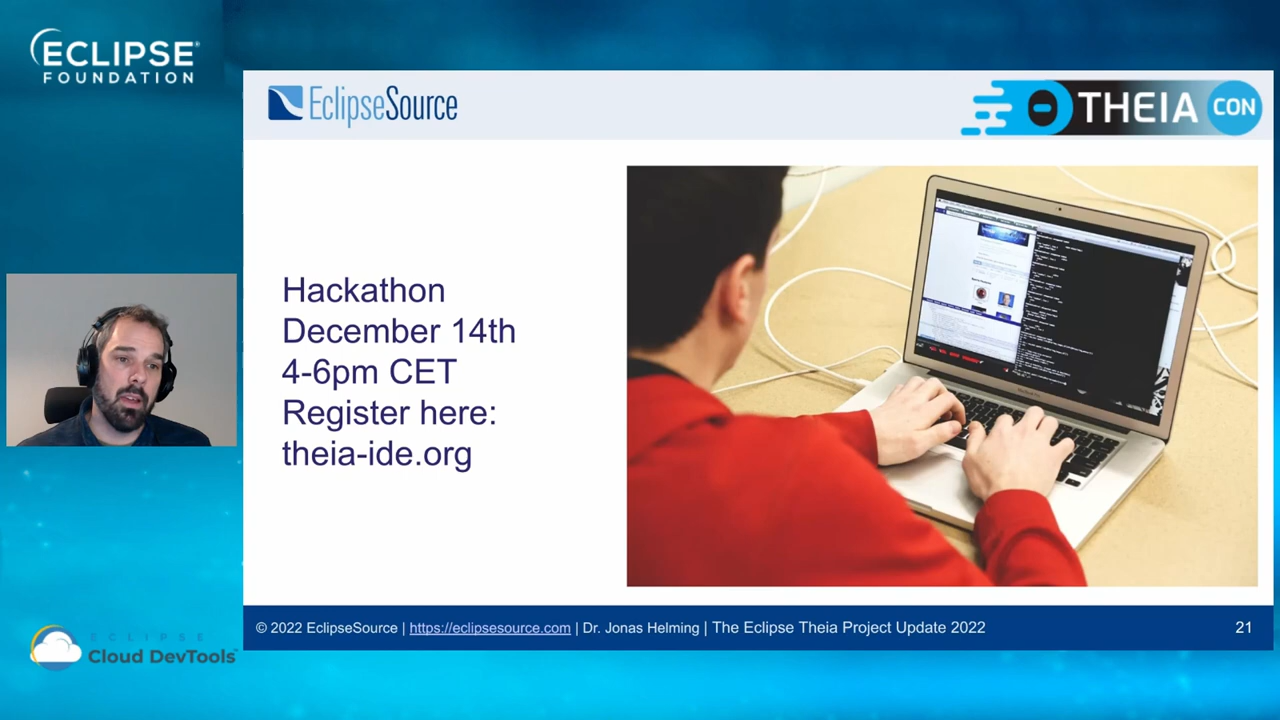 ECLIPSE
FOUNDATION
EclipseSource
THEIA CON
Hackathon
December 14th
4-6pm CET
Register here:
theia-ide.org
© 2022 EclipseSource | https://eclipsesource.com | Dr. Jonas Helming | The Eclipse Theia Project Update 2022
21
ECLIPSE
Cloud DevTools